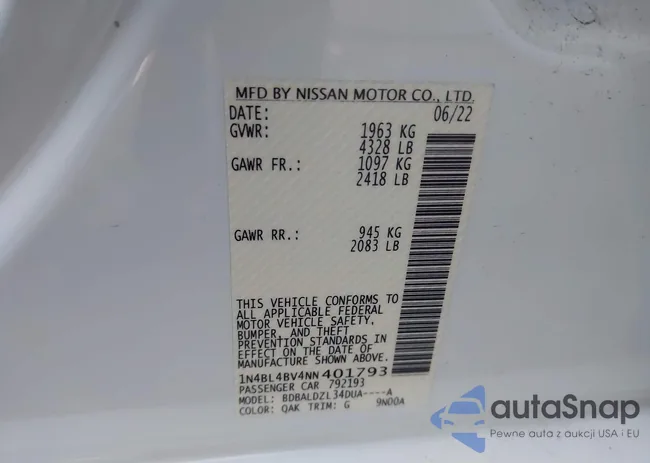 MFD BY NISSAN MOTOR CO., LTD.
DATE: 06/22
GVWR: 1963 KG
4328 LB
GAWR FR.: 1097 KG
2418 LB
GAWR RR.: 945 KG
2083 LB
THIS VEHICLE CONFORMS TO
ALL APPLICABLE FEDERAL
MOTOR VEHICLE SAFETY,
BUMPER, AND THEFT
PREVENTION STANDARDS IN
EFFECT ON THE DATE OF
MANUFACTURE SHOWN ABOVE.
1N4BL4BV4NN401793
PASSENGER CAR 792193
MODEL: BDBALDZL34DUA----A
COLOR: QAK TRIM: G 9N00A
autaSnap
Pewne auta z aukcji USA i EU